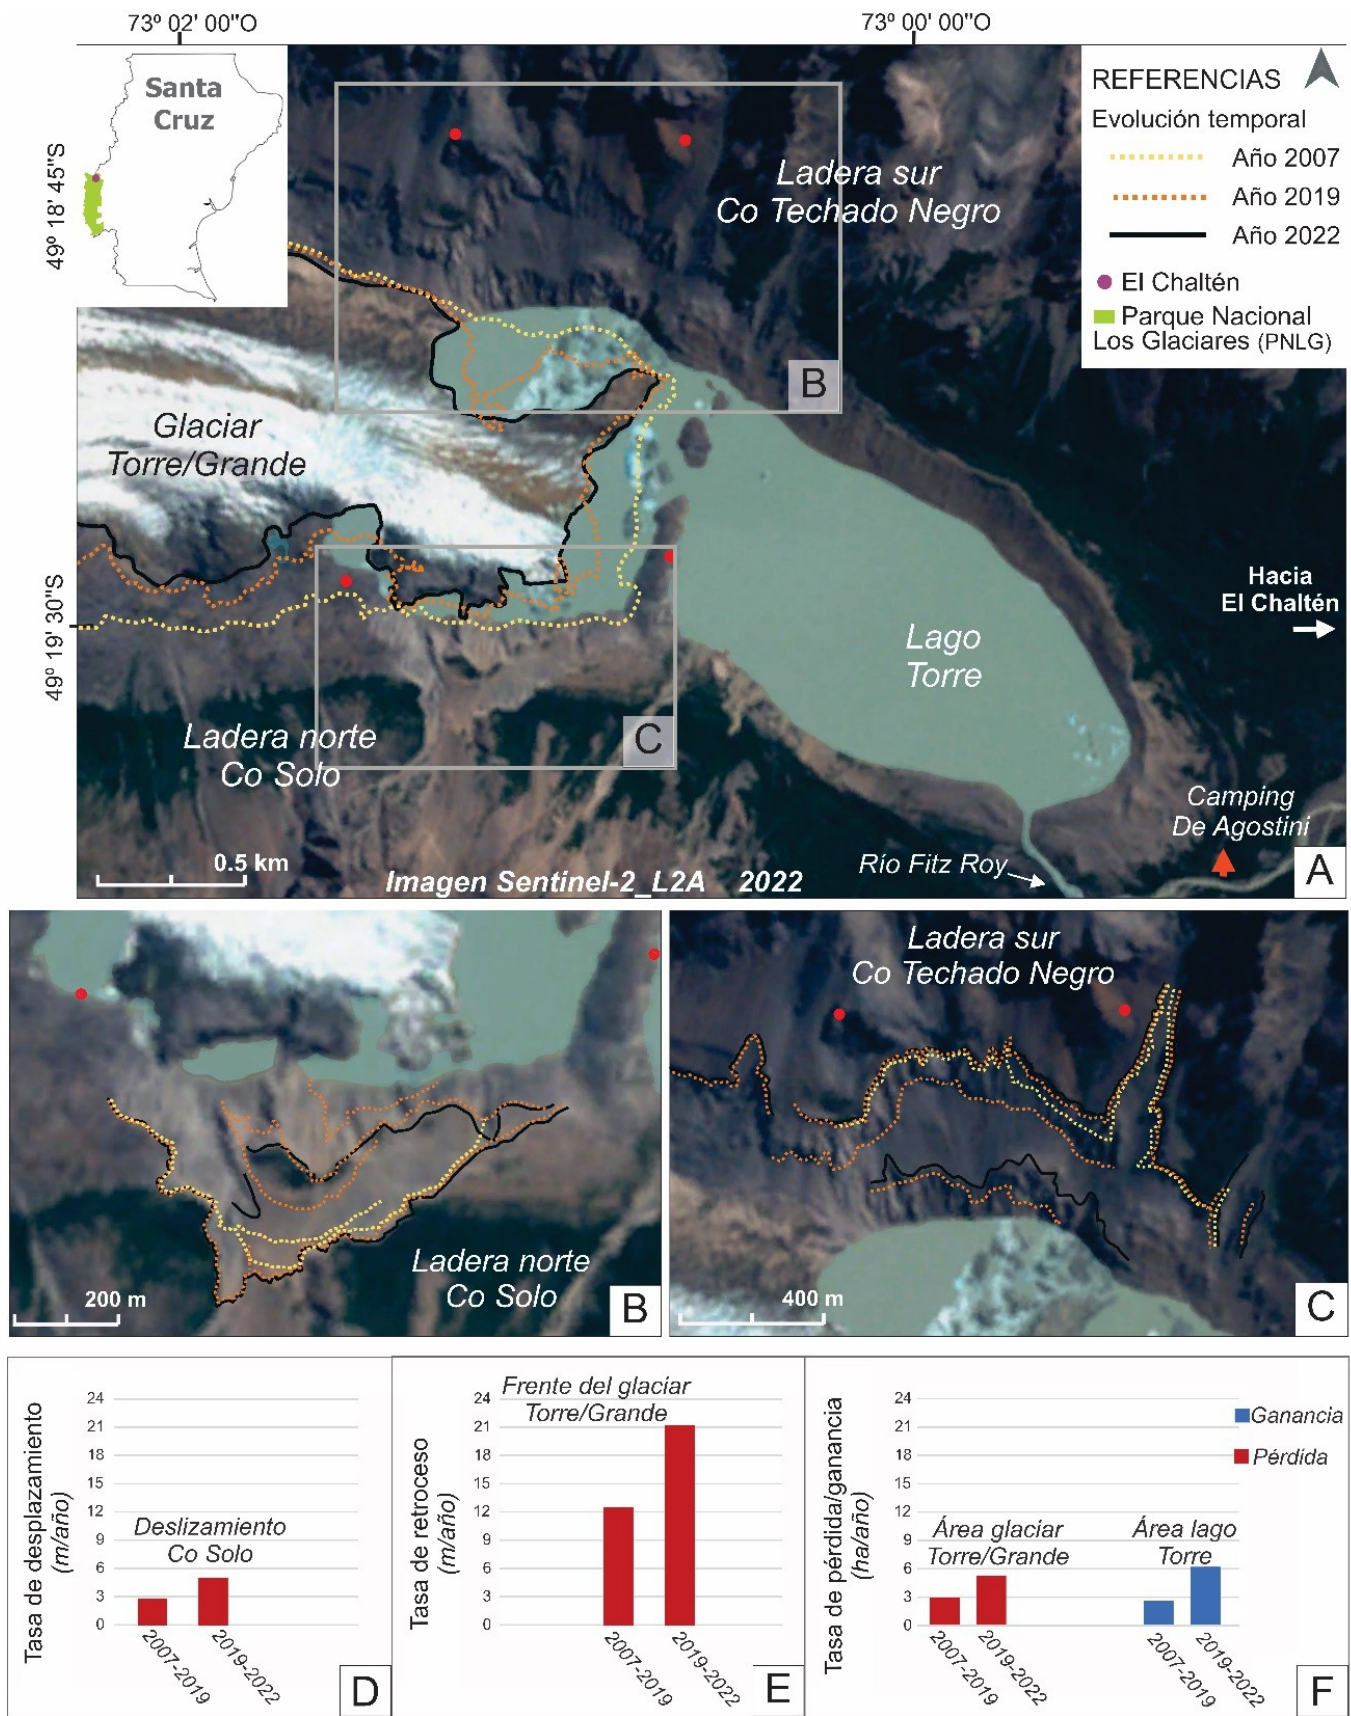 73º 02' 00"O
73º 00' 00"O
49º 18' 45"S
49º 19' 30"S
Santa
Cruz
REFERENCIAS
Evolución temporal
Año 2007
Año 2019
Año 2022
El Chaltén
Parque Nacional
Los Glaciares (PNLG)
Ladera sur
Co Techado Negro
B
Glaciar
Torre/Grande
Hacia
El Chaltén
Lago
Torre
Ladera norte
Co Solo
C
Camping
De Agostini
0.5 km
Imagen Sentinel-2_L2A 2022
Río Fitz Roy
A
Ladera norte
Co Solo
200 m
B
Ladera sur
Co Techado Negro
400 m
C
Tasa de desplazamiento
(m/año)
24
21
18
15
12
9
6
3
0
Deslizamiento
Co Solo
2007-2019
2019-2022
D
Tasa de retroceso
(m/año)
Frente del glaciar
Torre/Grande
24
21
18
15
12
9
6
3
0
2007-2019
2019-2022
E
Tasa de pérdida/ganancia
(ha/año)
24
21
18
15
12
9
6
3
0
Ganancia
Pérdida
Área glaciar
Torre/Grande
Área lago
Torre
2007-2019
2019-2022
2007-2019
2019-2022
F